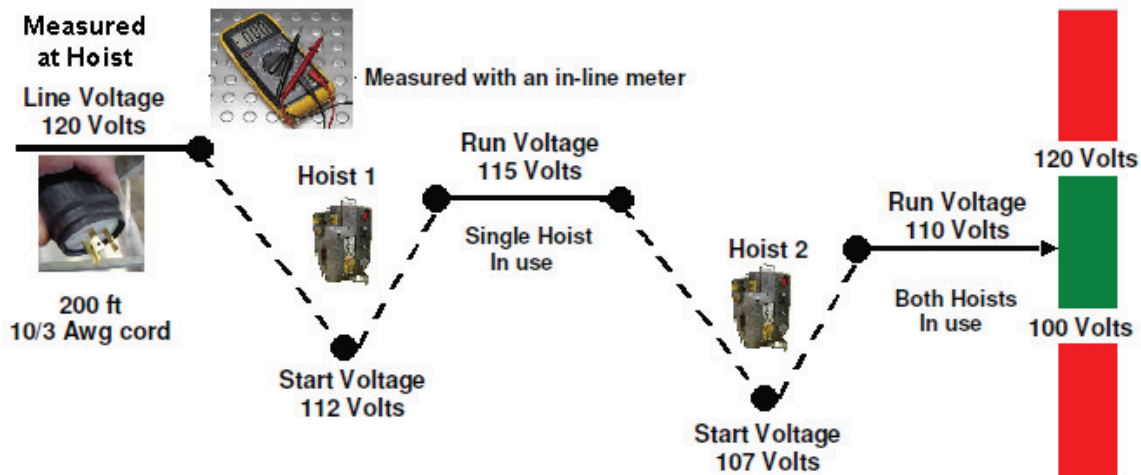 Measured
at Hoist
Line Voltage
120 Volts
Measured with an in-line meter
200 ft
10/3 Awg cord
Hoist 1
Start Voltage
112 Volts
Run Voltage
115 Volts
Single Hoist
In use
Hoist 2
Start Voltage
107 Volts
Run Voltage
110 Volts
Both Hoists
In use
120 Volts
100 Volts